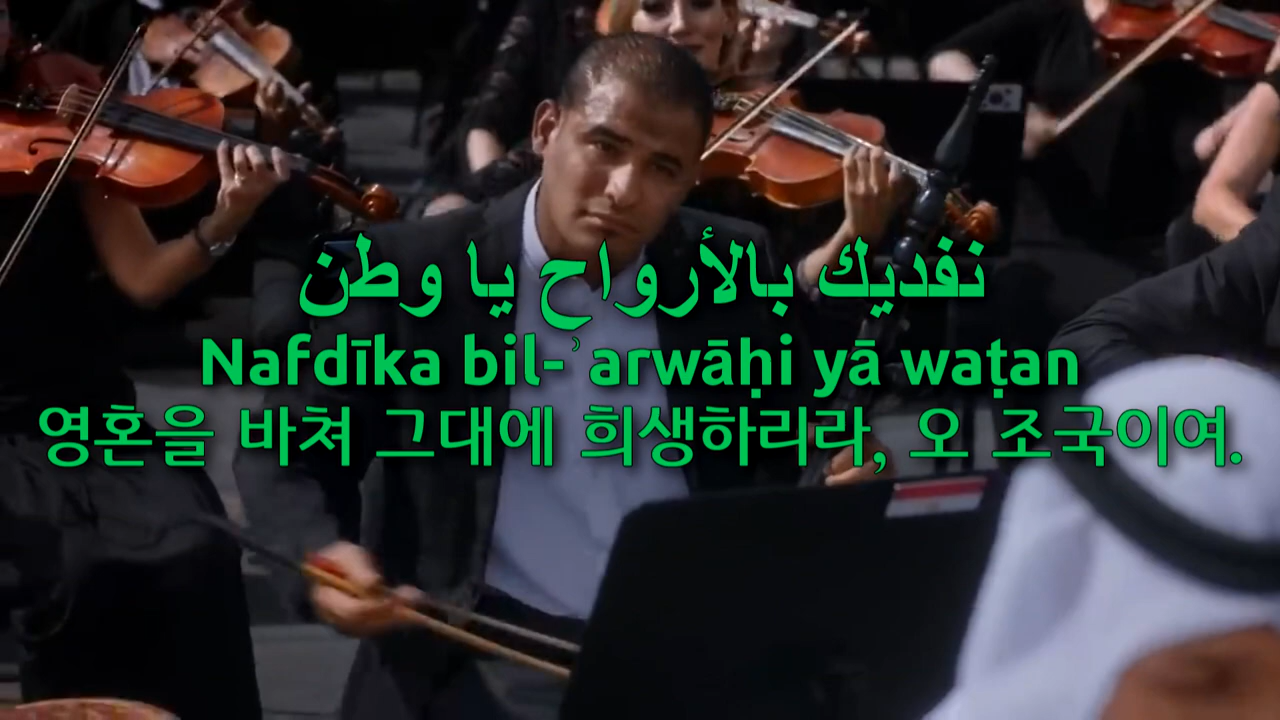 نفديك بالأرواح يا وطن
Nafdīka bil-ʾarwāḥi yā waṭan
영혼을 바쳐 그대에 희생하리라, 오 조국이여.